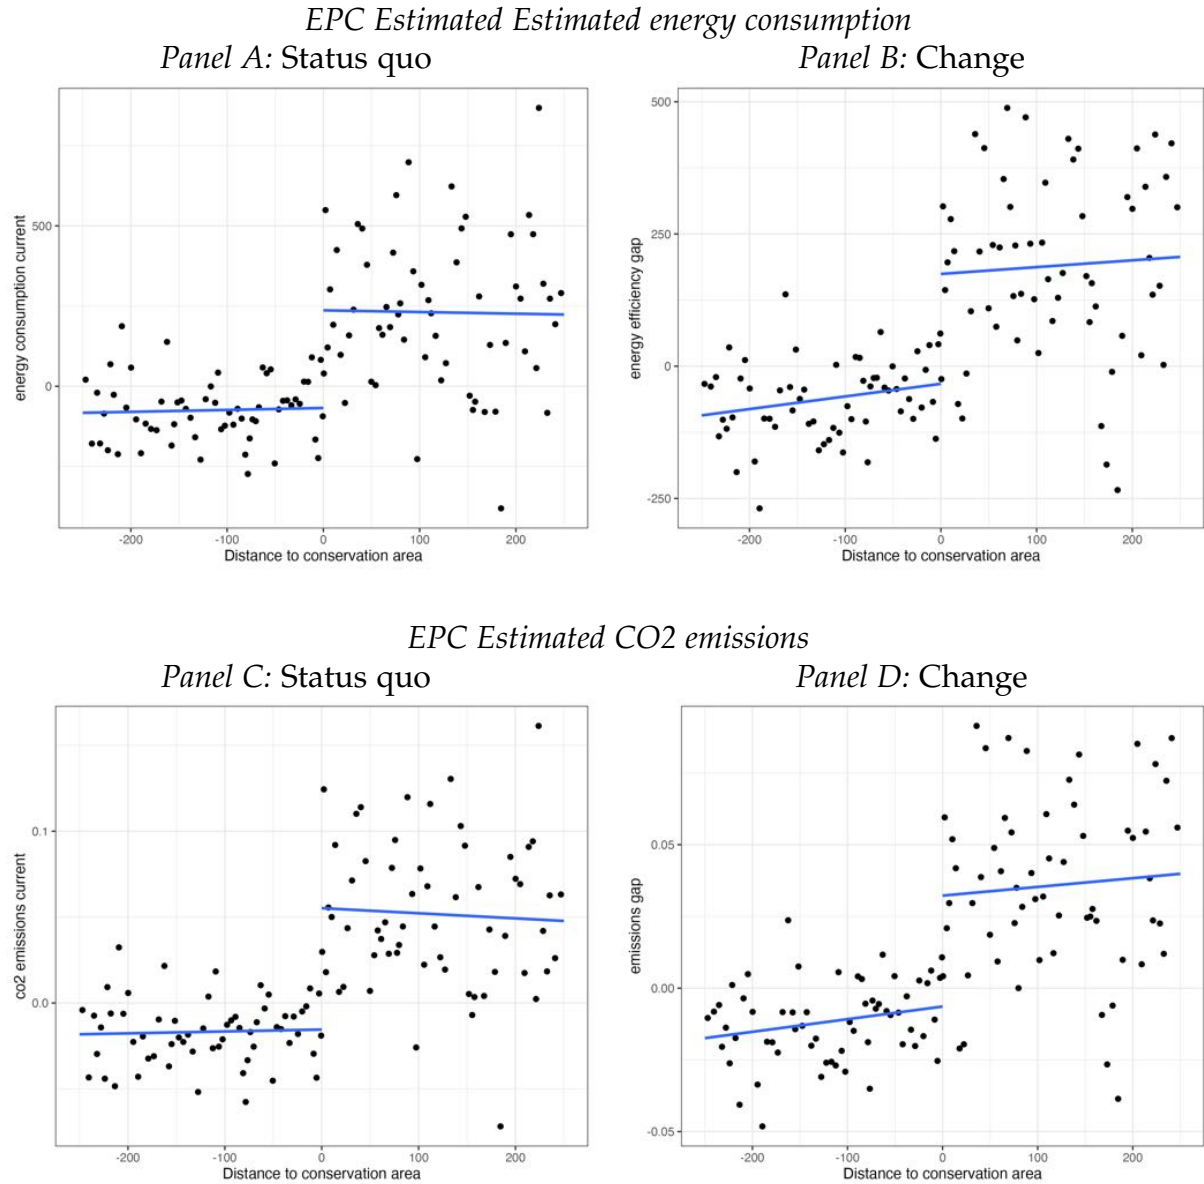 EPC Estimated Estimated energy consumption
Panel A: Status quo
Panel B: Change
energy consumption current
500
0
-200
-100
0
100
200
Distance to conservation area
energy efficiency gap
500
250
0
-250
-200
-100
0
100
200
Distance to conservation area
EPC Estimated CO2 emissions
Panel C: Status quo
Panel D: Change
co2 emissions current
0.1
0.0
-200
-100
0
100
200
Distance to conservation area
emissions gap
0.05
0.00
-0.05
-200
-100
0
100
200
Distance to conservation area